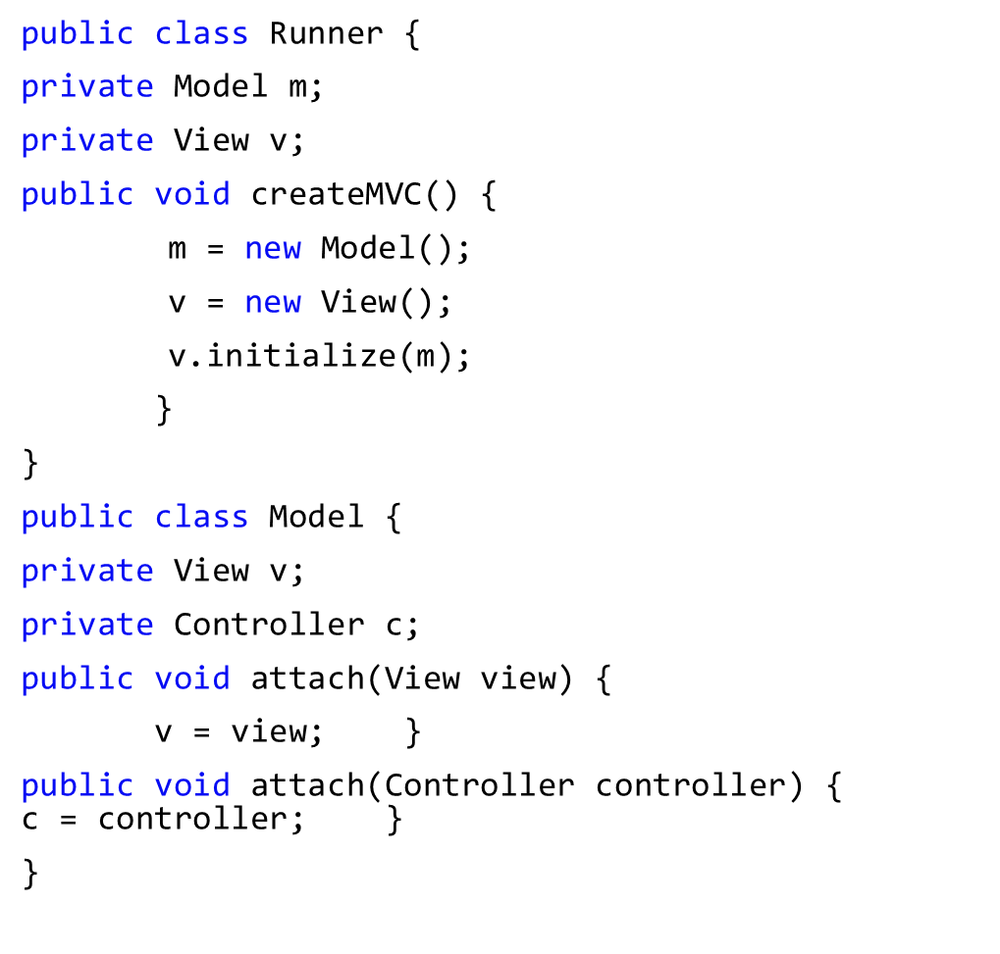 public class Runner {
private Model m;
private View v;
public void createMVC() {
m = new Model();
v = new View();
v.initialize(m);
}
}
public class Model {
private View v;
private Controller c;
public void attach(View view) {
v = view;    }
public void attach(Controller controller) {
c = controller;    }
}